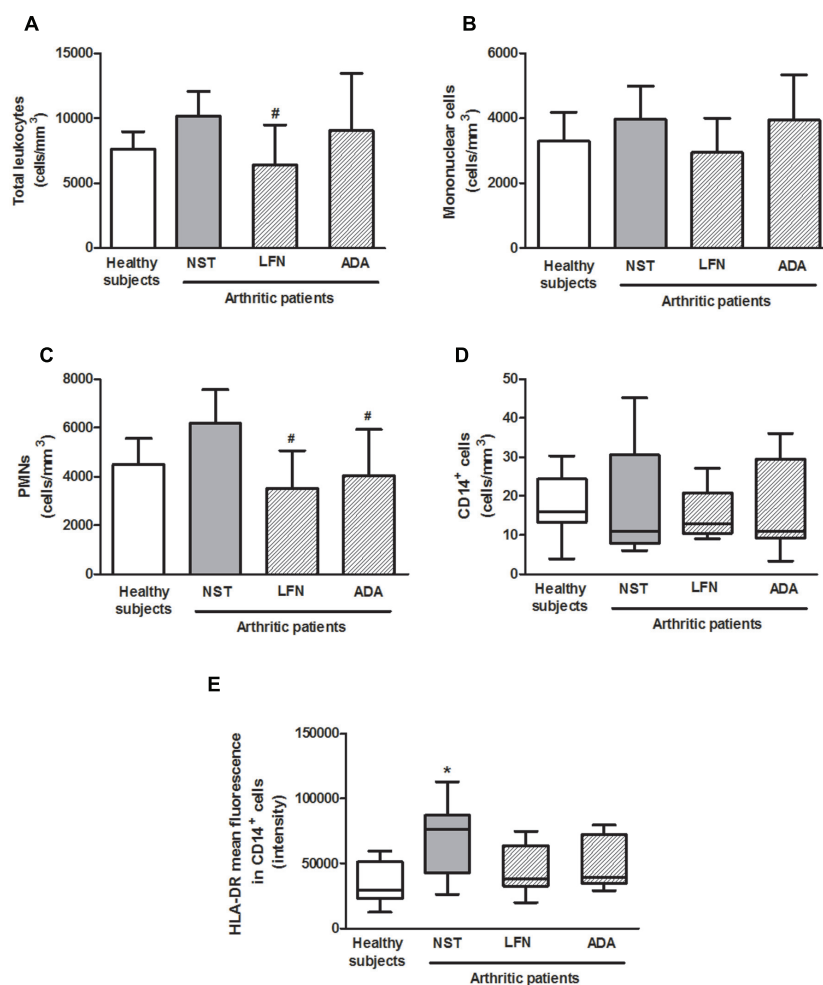 A
Total leukocytes
(cells/mm³)
15000
10000
5000
0
#
Healthy
subjects
NST
LFN
ADA
Arthritic patients
B
Mononuclear cells
(cells/mm³)
6000
4000
2000
0
Healthy
subjects
NST
LFN
ADA
Arthritic patients
C
PMNs
(cells/mm³)
8000
6000
4000
2000
0
#
#
Healthy
subjects
NST
LFN
ADA
Arthritic patients
D
CD14⁺ cells
(cells/mm³)
50
40
30
20
10
0
Healthy
subjects
NST
LFN
ADA
Arthritic patients
E
HLA-DR mean fluorescence
in CD14⁺ cells
(intensity)
150000
100000
50000
0
*
Healthy
subjects
NST
LFN
ADA
Arthritic patients